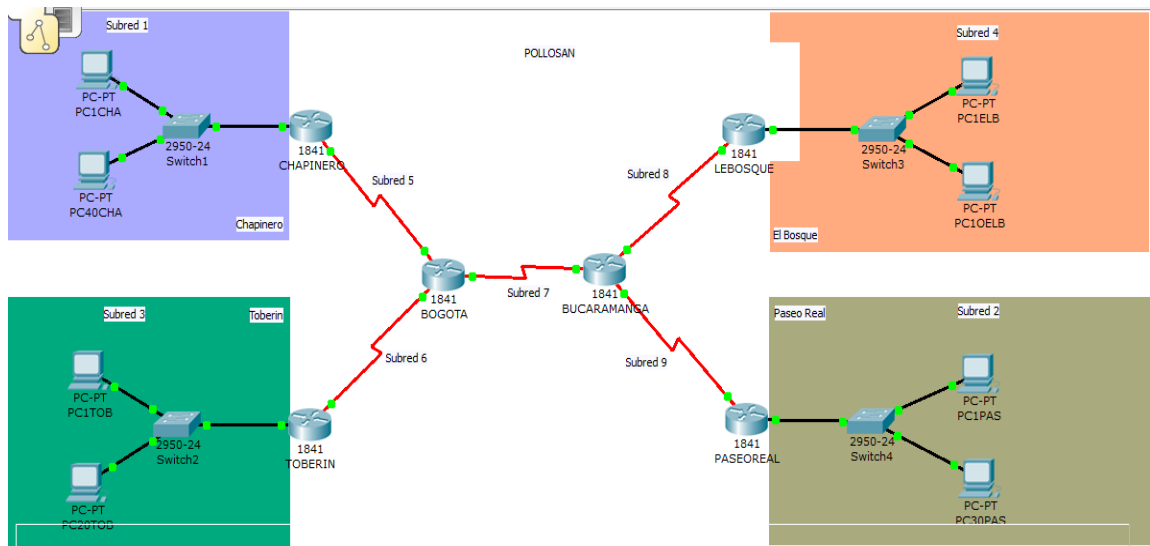 POLLOSAN
Subred 1
PC-PT
PC1CHA
2950-24
Switch1
PC-PT
PC40CHA
1841
CHAPINERO
Chapinero
Subred 5
Subred 4
PC-PT
PC1ELB
2950-24
Switch3
PC-PT
PC1OELB
1841
LEBOSQUE
El Bosque
Subred 8
1841
BOGOTA
Subred 7
1841
BUCARAMANGA
Subred 3
Toberin
PC-PT
PC1TOB
2950-24
Switch2
PC-PT
PC20TOB
1841
TOBERIN
Subred 6
Subred 9
Paseo Real
Subred 2
PC-PT
PC1PAS
2950-24
Switch4
PC-PT
PC30PAS
1841
PASEOREAL